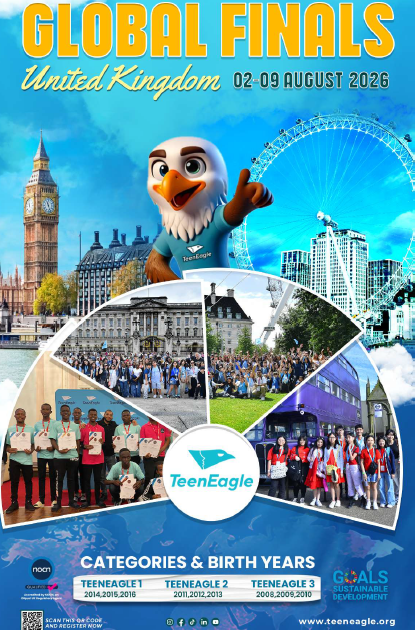 GLOBAL FINALS
United Kingdom 02-09 AUGUST 2026
TeenEagle
TeenEagle
CATEGORIES & BIRTH YEARS
TEENEAGLE 1 TEENEAGLE 2 TEENEAGLE 3
2014,2015,2016 2011,2012,2013 2008,2009,2010
nocn
GOALS
SUSTAINABLE
DEVELOPMENT
SCAN THIS QR CODE
AND REGISTER NOW
www.teeneagle.org